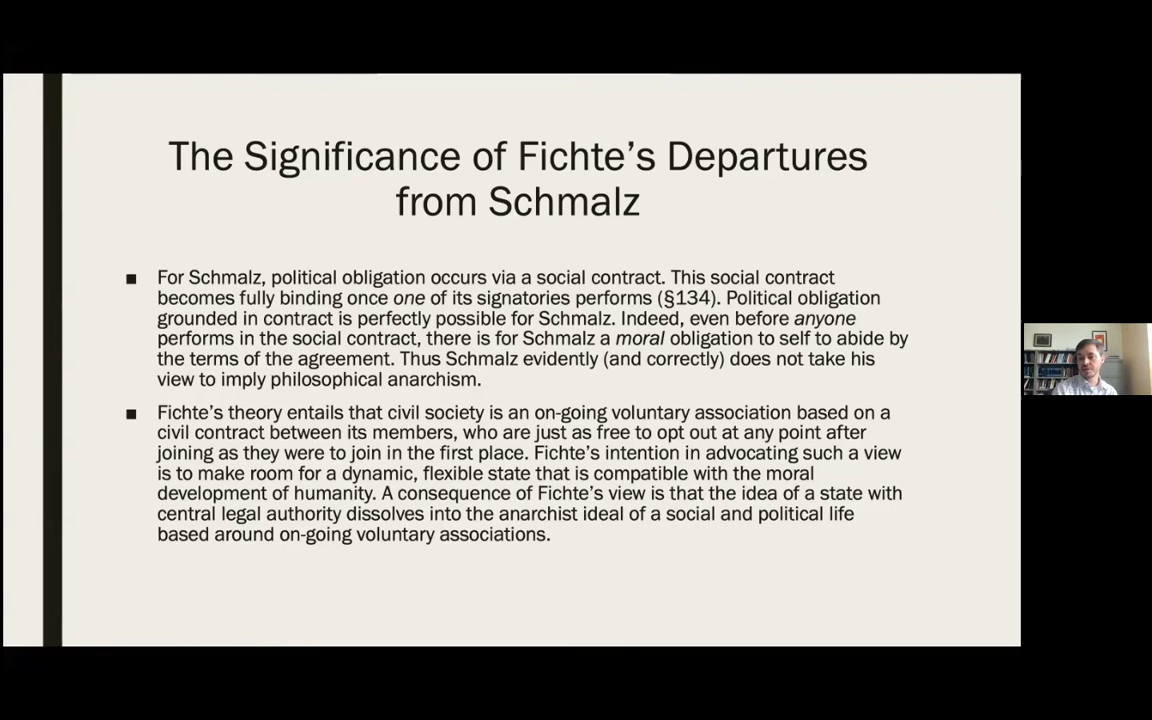 The Significance of Fichte's Departures
from Schmalz
■ For Schmalz, political obligation occurs via a social contract. This social contract
becomes fully binding once one of its signatories performs (§134). Political obligation
grounded in contract is perfectly possible for Schmalz. Indeed, even before anyone
performs in the social contract, there is for Schmalz a moral obligation to self to abide by
the terms of the agreement. Thus Schmalz evidently (and correctly) does not take his
view to imply philosophical anarchism.
■ Fichte's theory entails that civil society is an on-going voluntary association based on a
civil contract between its members, who are just as free to opt out at any point after
joining as they were to join in the first place. Fichte's intention in advocating such a view
is to make room for a dynamic, flexible state that is compatible with the moral
development of humanity. A consequence of Fichte's view is that the idea of a state with
central legal authority dissolves into the anarchist ideal of a social and political life
based around on-going voluntary associations.